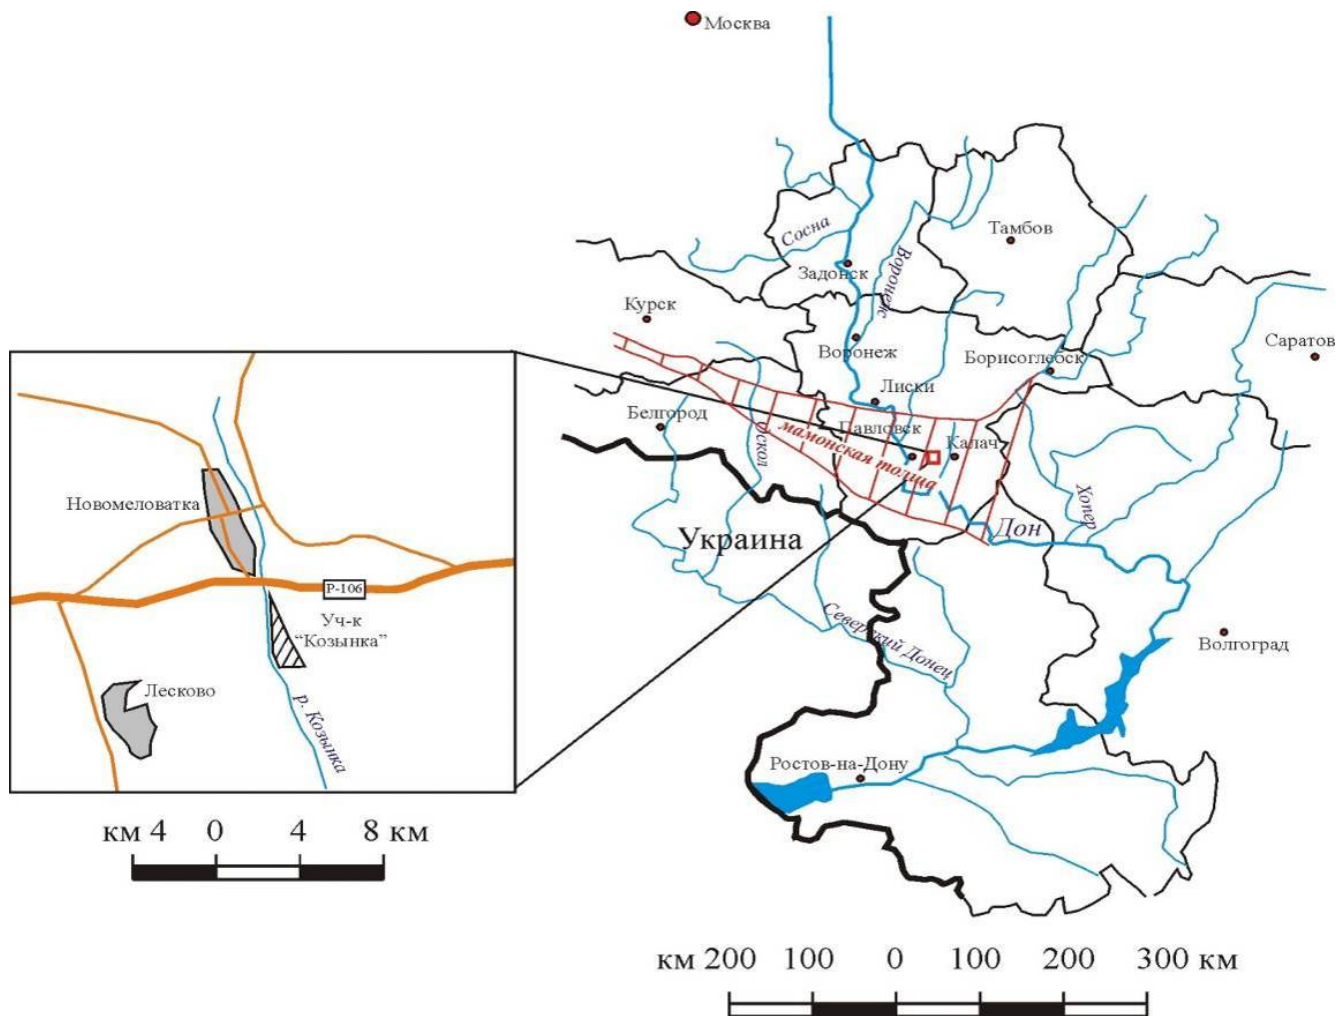 Москва
Сосна
Тамбов
Задонск
Воронеж
Курск
Воронеж
Борисоглебск
Саратов
Лиски
Белгород
Оскол
Павловск
Калач
мамонская толща
Хопер
Дон
Украина
Северский Донец
Волгоград
Ростов-на-Дону
Новомеловатка
Р-106
Уч-к
“Козынка”
Лесково
р. Козынка
км 4 0 4 8 км
км 200 100 0 100 200 300 км